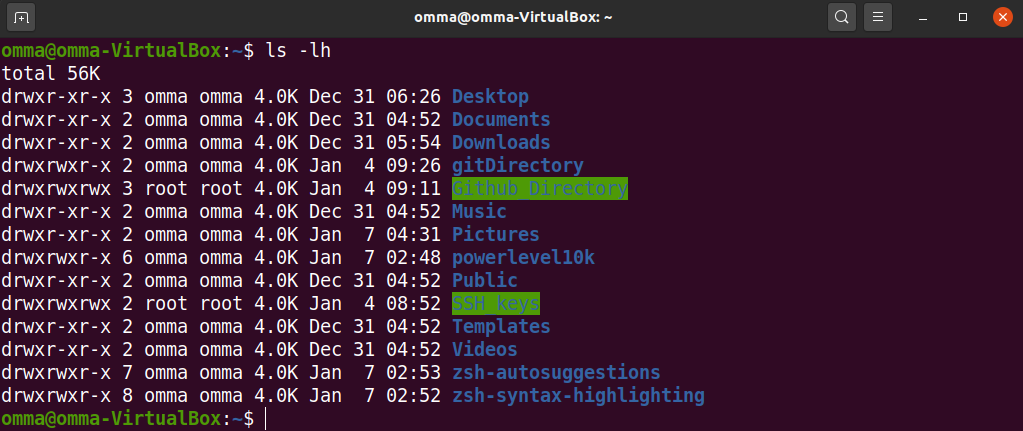 omma@omma-VirtualBox: ~
omma@omma-VirtualBox:~$ ls -lh
total 56K
drwxr-xr-x 3 omma omma 4.0K Dec 31 06:26 Desktop
drwxr-xr-x 2 omma omma 4.0K Dec 31 04:52 Documents
drwxr-xr-x 2 omma omma 4.0K Dec 31 05:54 Downloads
drwxrwxr-x 2 omma omma 4.0K Jan  4 09:26 gitDirectory
drwxrwxrwx 3 root root 4.0K Jan  4 09:11 Github_Directory
drwxr-xr-x 2 omma omma 4.0K Dec 31 04:52 Music
drwxr-xr-x 2 omma omma 4.0K Jan  7 04:31 Pictures
drwxrwxr-x 6 omma omma 4.0K Jan  7 02:48 powerlevel10k
drwxr-xr-x 2 omma omma 4.0K Dec 31 04:52 Public
drwxrwxrwx 2 root root 4.0K Jan  4 08:52 SSH_keys
drwxr-xr-x 2 omma omma 4.0K Dec 31 04:52 Templates
drwxr-xr-x 2 omma omma 4.0K Dec 31 04:52 Videos
drwxrwxr-x 7 omma omma 4.0K Jan  7 02:53 zsh-autosuggestions
drwxrwxr-x 8 omma omma 4.0K Jan  7 02:52 zsh-syntax-highlighting
omma@omma-VirtualBox:~$